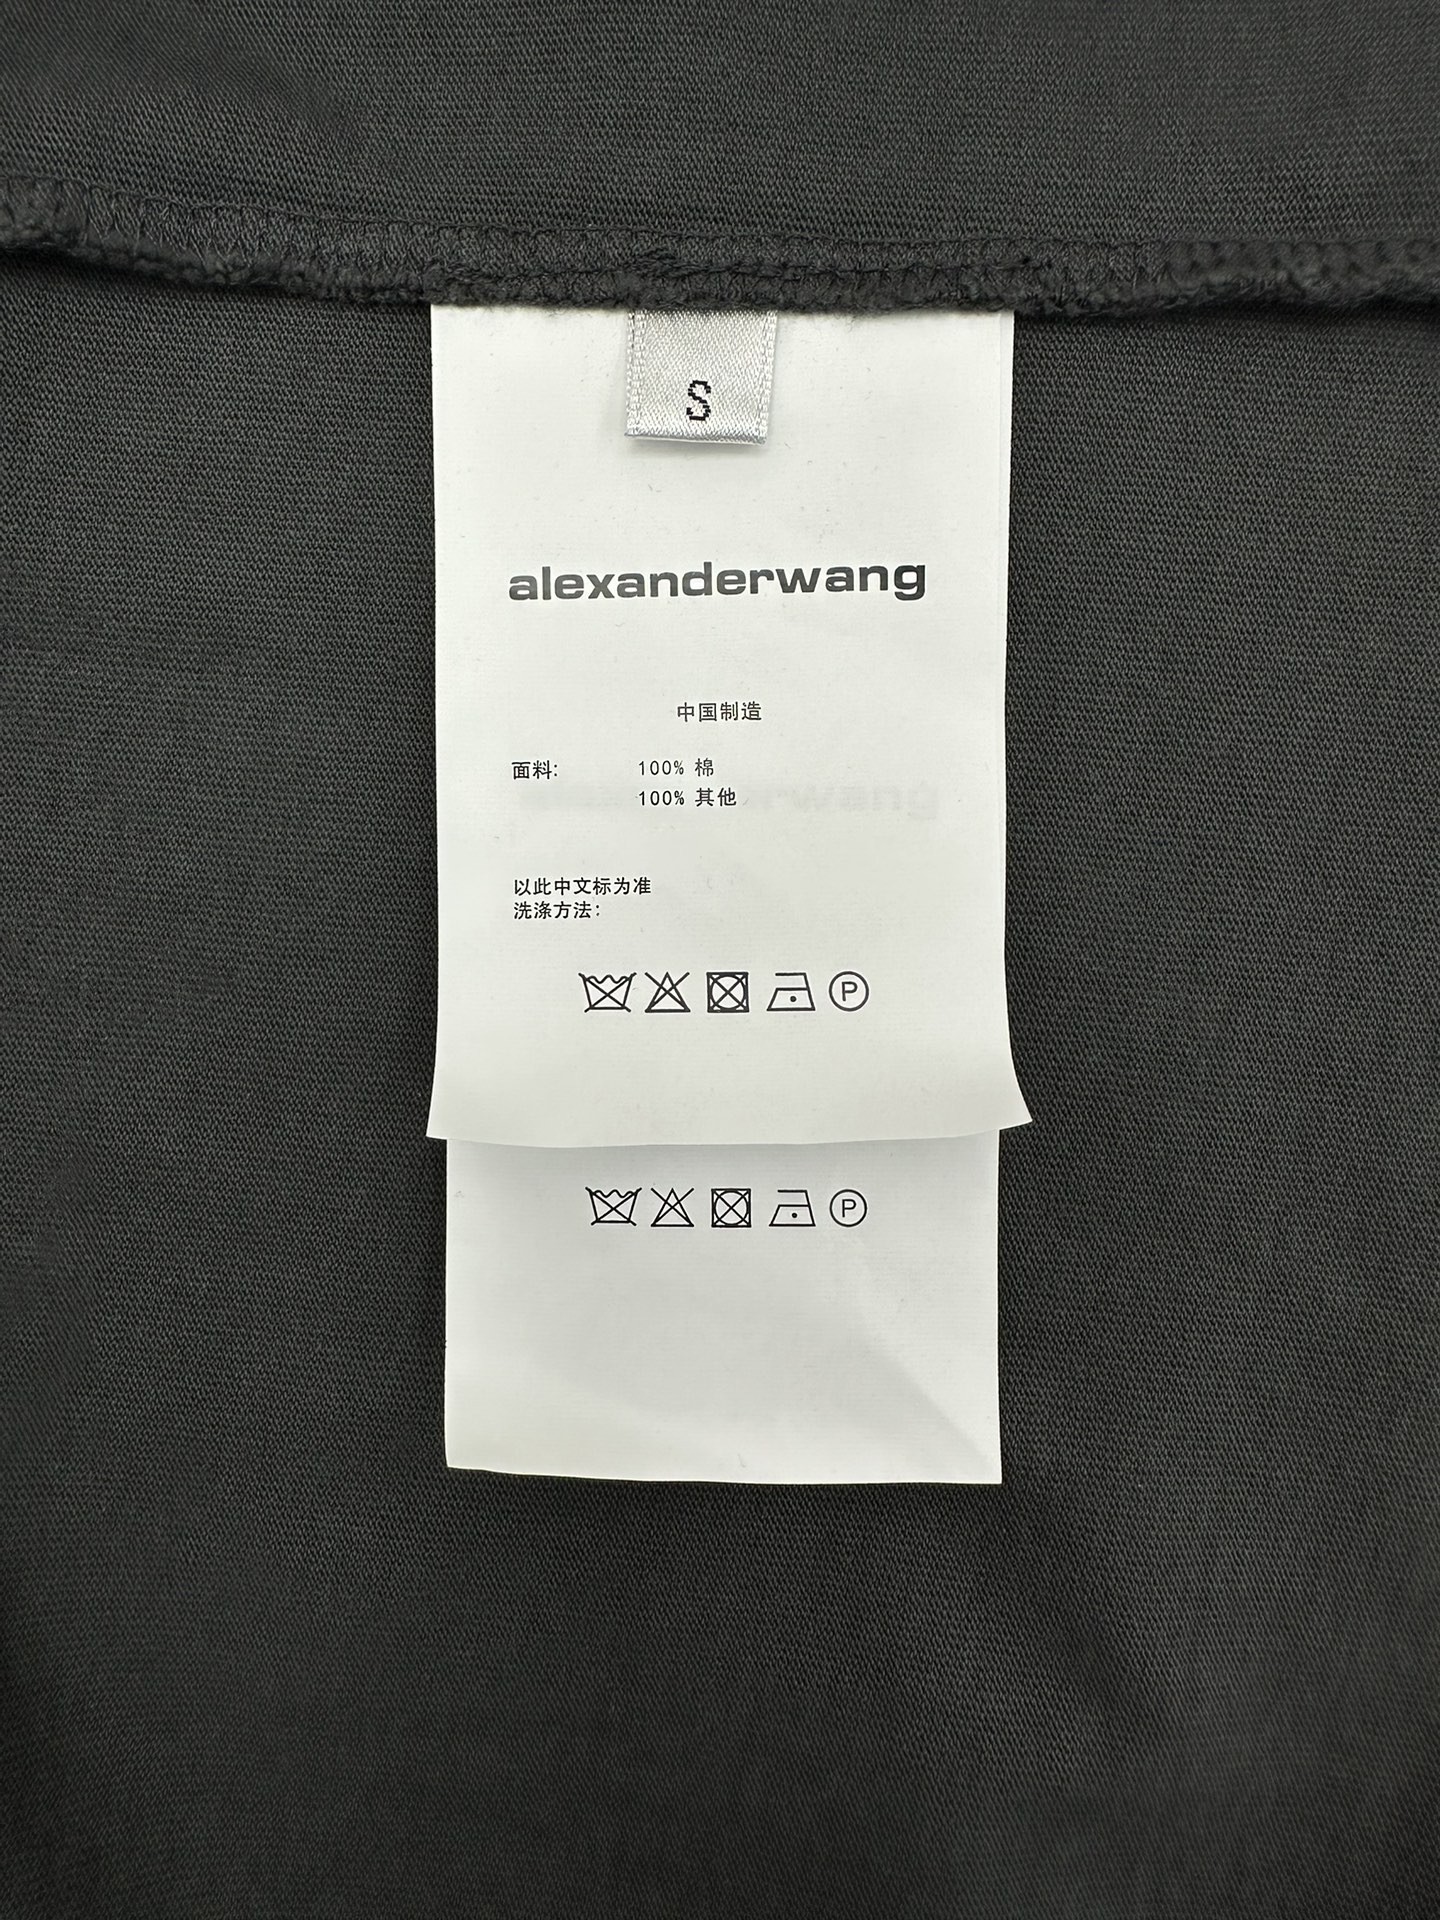 S
alexanderwang
中国制造
面料: 100% 棉
100% 其他
以此中文标为准
洗涤方法:
P
P